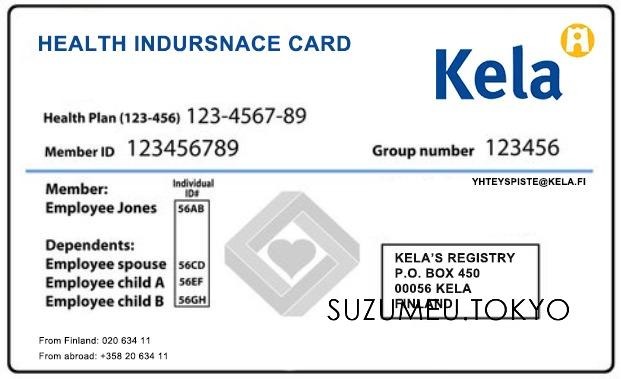 HEALTH INDURSNACE CARD
Kela
Health Plan (123-456) 123-4567-89
Member ID 123456789
Group number 123456
YHTEYSPISTE@KELA.FI
Member:
Individual
ID#
Employee Jones 56AB
Dependents:
Employee spouse 56CD
Employee child A 56EF
Employee child B 56GH
KELA'S REGISTRY
P.O. BOX 450
00056 KELA
FINLAND
SUZUMEU.TOKYO
From Finland: 020 634 11
From abroad: +358 20 634 11